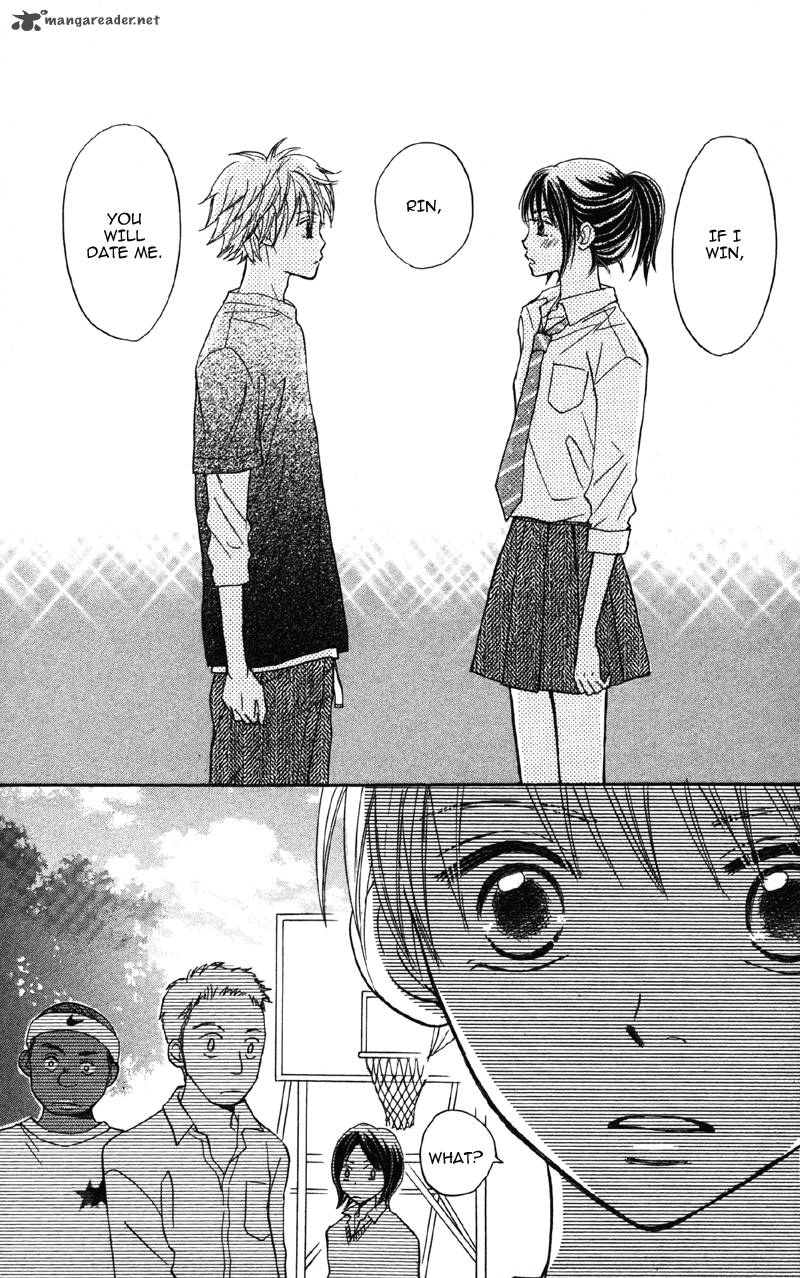 mangareader.net
IF I
WIN,
RIN,
YOU
WILL
DATE ME.
WHAT?